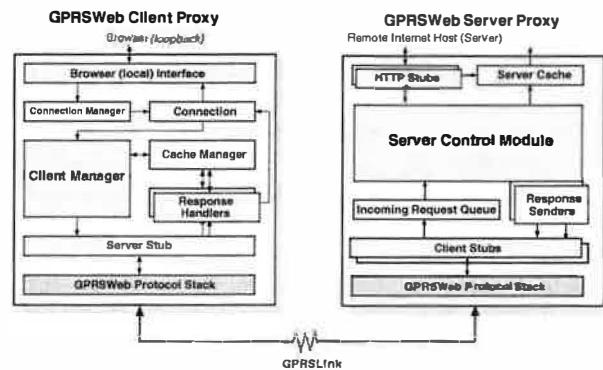 GPRSWeb Client Proxy
Browser (loopback)
Browser (local) Interface
Connection Manager
Connection
Client Manager
Cache Manager
Response
Handlers
Server Stub
GPRSWeb Protocol Stack
GPRSWeb Server Proxy
Remote Internet Host (Server)
HTTP Stubs
Server Cache
Server Control Module
Incoming Request Queue
Response
Senders
Client Stubs
GPRSWeb Protocol Stack
GPRSLink